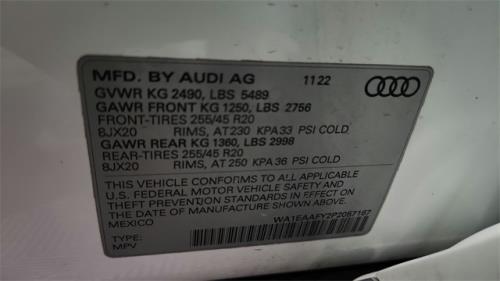 MFD. BY AUDI AG 11 22
GVWR KG 2490, LBS 5489
GAWR FRONT KG 1250, LBS 2756
FRONT-TIRES 255/45 R20
8JX20 RIMS, AT 230 KPA 33 PSI COLD
GAWR REAR KG 1360, LBS 2998
REAR-TIRES 255/45 R20
8JX20 RIMS, AT 250 KPA 36 PSI COLD
THIS VEHICLE CONFORMS TO ALL APPLICABLE
U.S. FEDERAL MOTOR VEHICLE SAFETY AND
THEFT PREVENTION STANDARDS IN EFFECT ON
THE DATE OF MANUFACTURE SHOWN ABOVE.
MEXICO
TYPE:
MPV